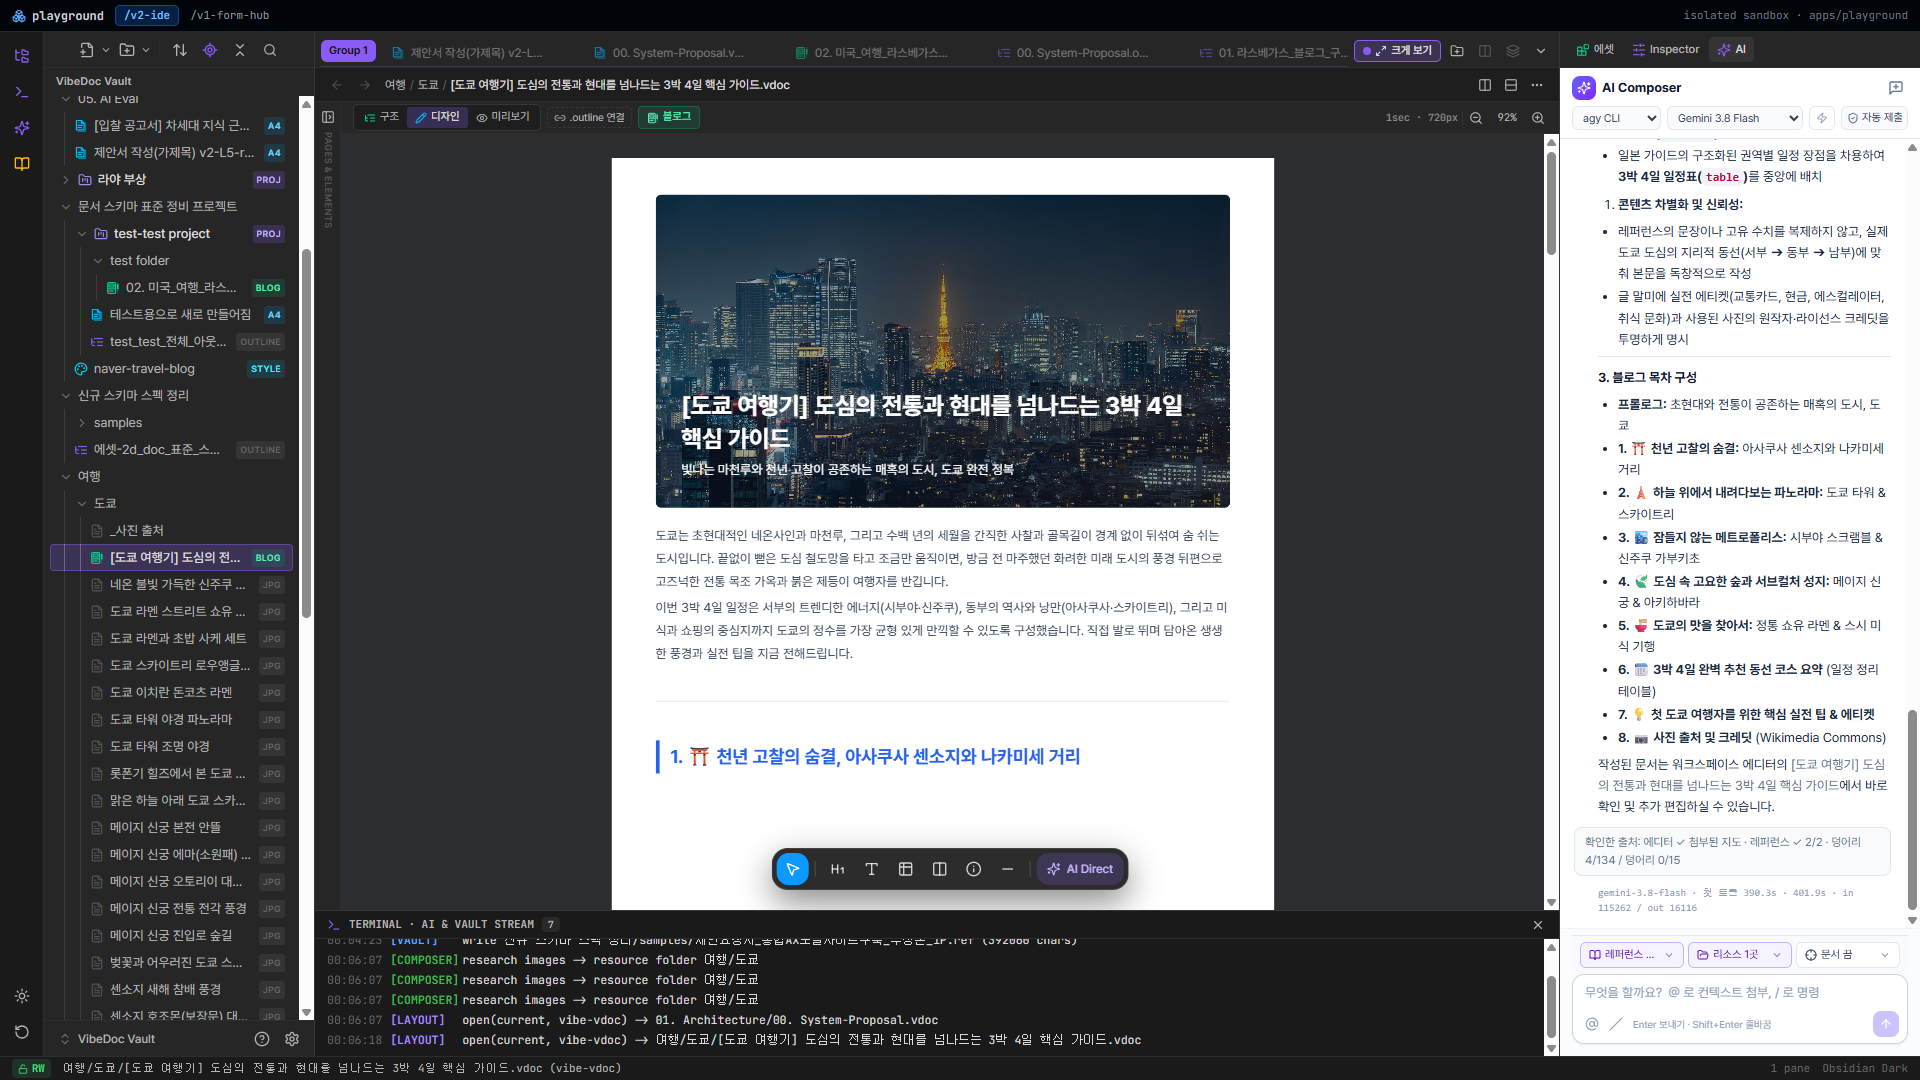 playground /v2-ide /v1-form-hub
isolated sandbox · apps/playground
VibeDoc Vault
05. AI Eval
[입찰 공고서] 차세대 지식 근... A4
제안서 작성(가제목) v2-L5-r... A4
라야 부상 PROJ
문서 스키마 표준 정비 프로젝트
test-test project PROJ
test folder
02. 미국_여행_라스... BLOG
테스트용으로 새로 만들어짐 A4
test_test_전체_아웃... OUTLINE
naver-travel-blog STYLE
신규 스키마 스펙 정리
samples
에셋-2d_doc_표준_스... OUTLINE
여행
도쿄
_사진 출처
[도쿄 여행기] 도심의 전... BLOG
네온 불빛 가득한 신주쿠 ... JPG
도쿄 라멘 스트리트 쇼유 ... JPG
도쿄 라멘과 초밥 사케 세트 JPG
도쿄 스카이트리 로우앵글... JPG
도쿄 이치란 돈코츠 라멘 JPG
도쿄 타워 야경 파노라마 JPG
도쿄 타워 조명 야경 JPG
롯폰기 힐즈에서 본 도쿄 ... JPG
맑은 하늘 아래 도쿄 스카... JPG
메이지 신궁 본전 안뜰 JPG
메이지 신궁 에마(소원패) ... JPG
메이지 신궁 오토리이 대... JPG
메이지 신궁 전통 전각 풍경 JPG
메이지 신궁 진입로 숲길 JPG
벚꽃과 어우러진 도쿄 스... JPG
센소지 새해 참배 풍경 JPG
센소지 호조몬(보장문) 대... JPG
VibeDoc Vault
Group 1
제안서 작성(가제목) v2-L...
00. System-Proposal.v...
02. 미국_여행_라스베가스...
00. System-Proposal.o...
01. 라스베가스_블로그_구...
크게 보기
여행 / 도쿄 / [도쿄 여행기] 도심의 전통과 현대를 넘나드는 3박 4일 핵심 가이드.vdoc
구조 디자인 미리보기 .outline 연결 블로그
1sec · 720px 92%
PAGES & ELEMENTS
[도쿄 여행기] 도심의 전통과 현대를 넘나드는 3박 4일
핵심 가이드
빛나는 마천루와 천년 고찰이 공존하는 매혹의 도시, 도쿄 완전 정복
도쿄는 초현대적인 네온사인과 마천루, 그리고 수백 년의 세월을 간직한 사찰과 골목길이 경계 없이 뒤섞여 숨 쉬는
도시입니다. 끝없이 뻗은 도심 철도망을 타고 조금만 움직이면, 방금 전 마주했던 화려한 미래 도시의 풍경 뒤편으로
고즈넉한 전통 목조 가옥과 붉은 제등이 여행자를 반깁니다.
이번 3박 4일 일정은 서부의 트렌디한 에너지(시부야·신주쿠), 동부의 역사와 낭만(아사쿠사·스카이트리), 그리고 미
식과 쇼핑의 중심지까지 도쿄의 정수를 가장 균형 있게 만끽할 수 있도록 구성했습니다. 직접 발로 뛰며 담아온 생생
한 풍경과 실전 팁을 지금 전해드립니다.
1. ⛩️ 천년 고찰의 숨결, 아사쿠사 센소지와 나카미세 거리
H1 T AI Direct
TERMINAL · AI & VAULT STREAM 7
00:04:23 [VAULT] write 신규 스키마 스펙 정리/samples/제안요청서_통합AX포털사이트구축_수정본_1P.ref (392060 chars)
00:06:07 [COMPOSER] research images → resource folder 여행/도쿄
00:06:07 [COMPOSER] research images → resource folder 여행/도쿄
00:06:07 [COMPOSER] research images → resource folder 여행/도쿄
00:06:07 [LAYOUT] open(current, vibe-vdoc) → 01. Architecture/00. System-Proposal.vdoc
00:06:18 [LAYOUT] open(current, vibe-vdoc) → 여행/도쿄/[도쿄 여행기] 도심의 전통과 현대를 넘나드는 3박 4일 핵심 가이드.vdoc
에셋 Inspector AI
AI Composer
agy CLI Gemini 3.8 Flash 자동 제출
• 일본 가이드의 구조화된 권역별 일정 장점을 차용하여
3박 4일 일정표( table )를 중앙에 배치
1. 콘텐츠 차별화 및 신뢰성:
• 레퍼런스의 문장이나 고유 수치를 복제하지 않고, 실제
도쿄 도심의 지리적 동선(서부 → 동부 → 남부)에 맞
춰 본문을 독창적으로 작성
• 글 말미에 실전 에티켓(교통카드, 현금, 에스컬레이터,
취식 문화)과 사용된 사진의 원작자·라이선스 크레딧을
투명하게 명시
3. 블로그 목차 구성
• 프롤로그: 초현대와 전통이 공존하는 매혹의 도시, 도
쿄
• 1. ⛩️ 천년 고찰의 숨결: 아사쿠사 센소지와 나카미세
거리
• 2. 🗼 하늘 위에서 내려다보는 파노라마: 도쿄 타워 &
스카이트리
• 3. 🌃 잠들지 않는 메트로폴리스: 시부야 스크램블 &
신주쿠 가부키초
• 4. 🍃 도심 속 고요한 숲과 서브컬처 성지: 메이지 신
궁 & 아키하바라
• 5. 🍜 도쿄의 맛을 찾아서: 정통 쇼유 라멘 & 스시 미
식 기행
• 6. 🗓️ 3박 4일 완벽 추천 동선 코스 요약 (일정 정리
테이블)
• 7. 💡 첫 도쿄 여행자를 위한 핵심 실전 팁 & 에티켓
• 8. 📷 사진 출처 및 크레딧 (Wikimedia Commons)
작성된 문서는 워크스페이스 에디터의 [도쿄 여행기] 도심
의 전통과 현대를 넘나드는 3박 4일 핵심 가이드에서 바로
확인 및 추가 편집하실 수 있습니다.
확인한 출처: 에디터 ✓ 첨부된 지도 · 레퍼런스 ✓ 2/2 · 덩어리
4/134 / 덩어리 0/15
gemini-3.8-flash · 첫 토큰 390.3s · 401.9s · in
115262 / out 16116
레퍼런스 ... 리소스 1곳 문서 끔
무엇을 할까요? @ 로 컨텍스트 첨부, / 로 명령
Enter 보내기 · Shift+Enter 줄바꿈
RW 여행/도쿄/[도쿄 여행기] 도심의 전통과 현대를 넘나드는 3박 4일 핵심 가이드.vdoc (vibe-vdoc)
1 pane Obsidian Dark